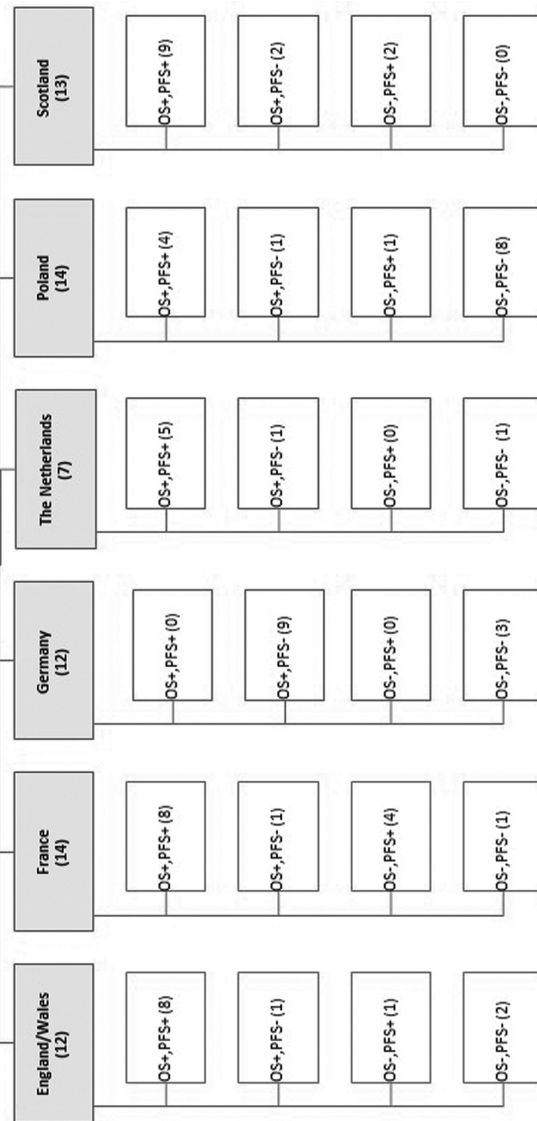 England/Wales
(12)
OS+,PFS+ (8)
OS+,PFS- (1)
OS-,PFS+ (1)
OS-,PFS- (2)
France
(14)
OS+,PFS+ (8)
OS+,PFS- (1)
OS-,PFS+ (4)
OS-,PFS- (1)
Germany
(12)
OS+,PFS+ (0)
OS+,PFS- (9)
OS-,PFS+ (0)
OS-,PFS- (3)
The Netherlands
(7)
OS+,PFS+ (5)
OS+,PFS- (1)
OS-,PFS+ (0)
OS-,PFS- (1)
Poland
(14)
OS+,PFS+ (4)
OS+,PFS- (1)
OS-,PFS+ (1)
OS-,PFS- (8)
Scotland
(13)
OS+,PFS+ (9)
OS+,PFS- (2)
OS-,PFS+ (2)
OS-,PFS- (0)